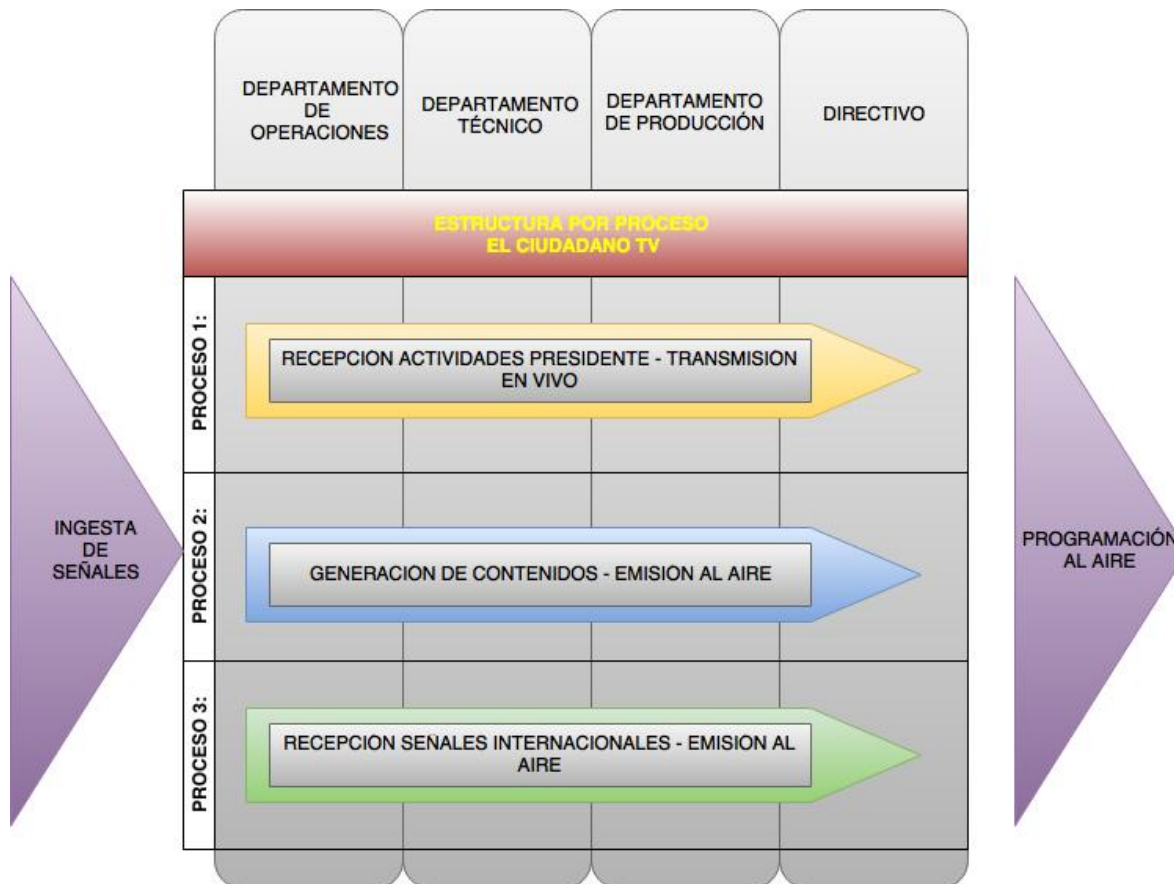 DEPARTAMENTO
DE
OPERACIONES
DEPARTAMENTO
TÉCNICO
DEPARTAMENTO
DE PRODUCCIÓN
DIRECTIVO
ESTRUCTURA POR PROCESO
EL CIUDADANO TV
INGESTA
DE
SEÑALES
PROCESO 1:
RECEPCION ACTIVIDADES PRESIDENTE - TRANSMISION
EN VIVO
PROCESO 2:
GENERACION DE CONTENIDOS - EMISION AL AIRE
PROCESO 3:
RECEPCION SEÑALES INTERNACIONALES - EMISION AL
AIRE
PROGRAMACIÓN
AL AIRE